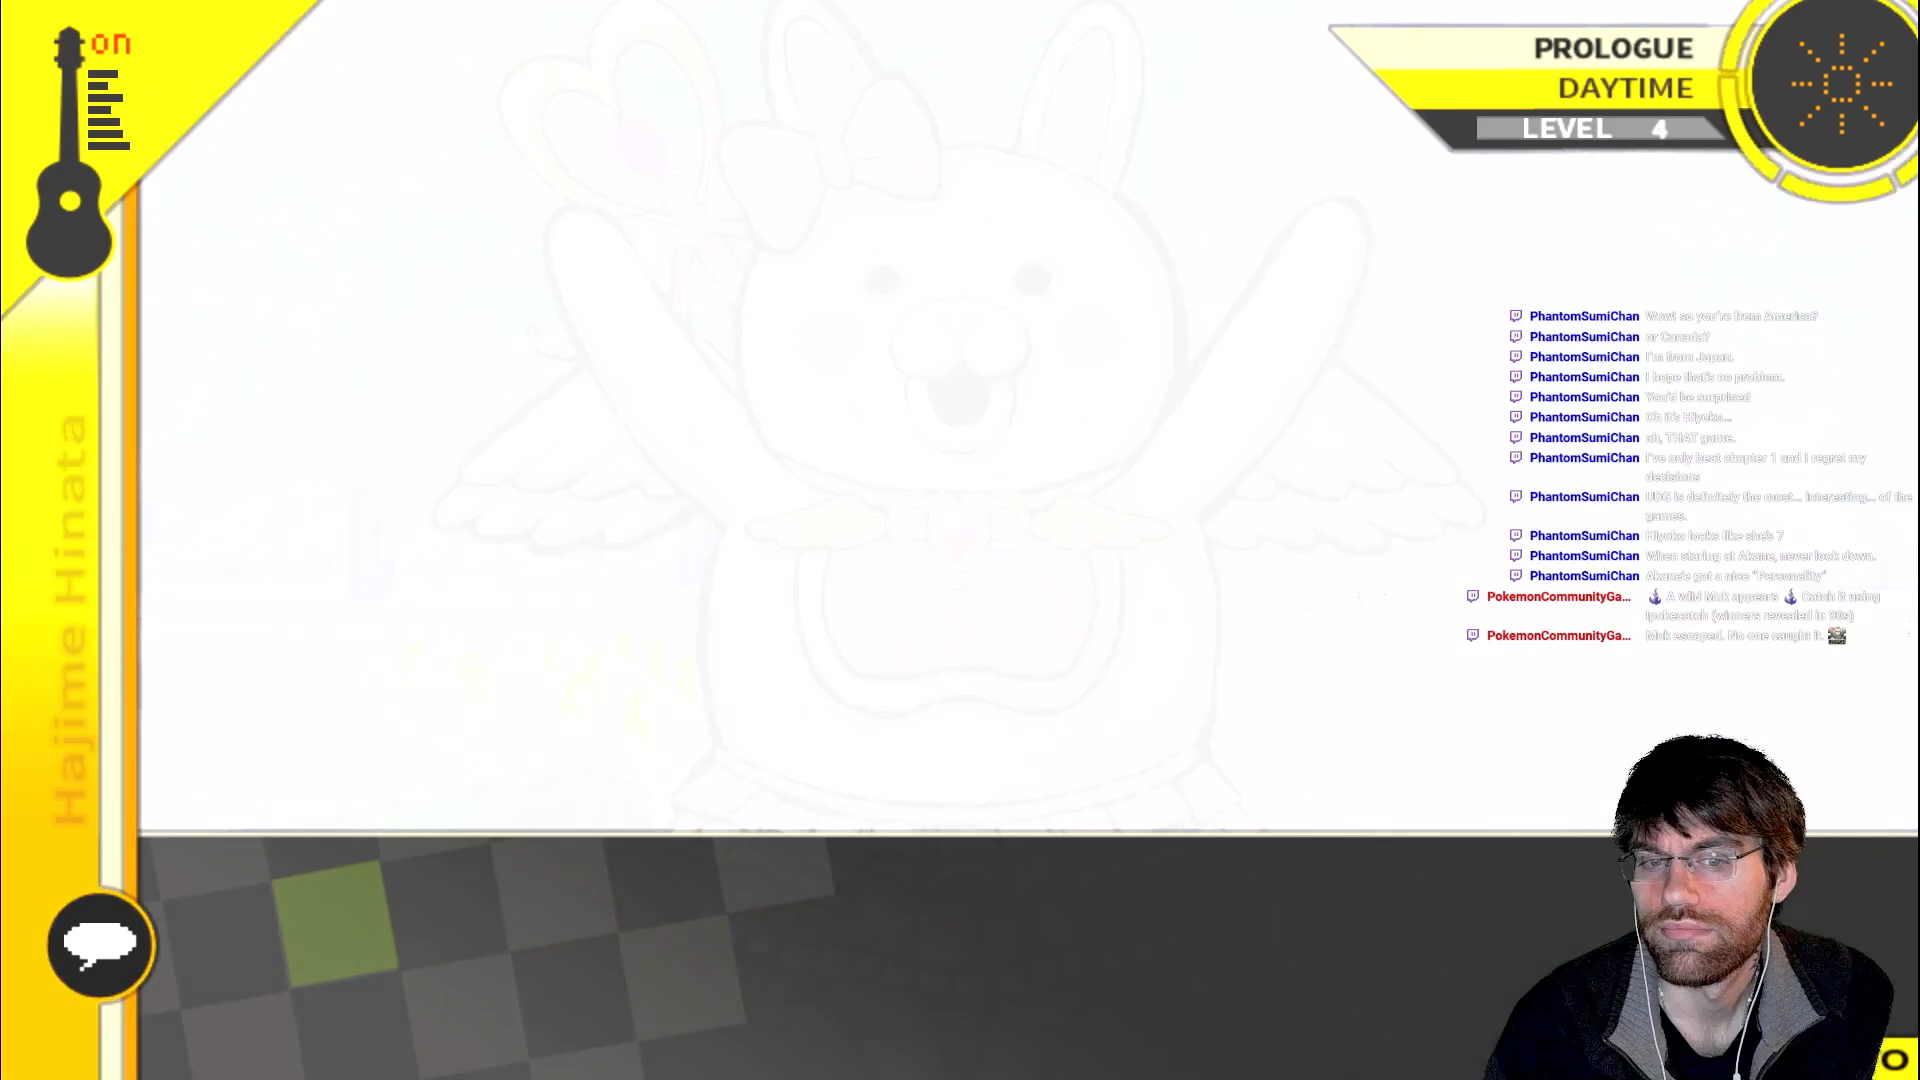 on
PROLOGUE
DAYTIME
LEVEL 4
Hajime Hinata
PhantomSumiChan Wow! so you're from America?
PhantomSumiChan or Canada?
PhantomSumiChan I'm from Japan.
PhantomSumiChan I hope that's no problem.
PhantomSumiChan You'd be surprised
PhantomSumiChan Oh it's Hiyoko...
PhantomSumiChan ah, THAT game.
PhantomSumiChan I've only beat chapter 1 and I regret my
decisions
PhantomSumiChan UDG is definitely the most... interesting... of the
games.
PhantomSumiChan Hiyoko looks like she's 7
PhantomSumiChan When staring at Akane, never look down.
PhantomSumiChan Akane's got a nice "Personality"
PokemonCommunityGa... A wild Muk appears Catch it using
!pokecatch (winners revealed in 90s)
PokemonCommunityGa... Muk escaped. No one caught it.
O